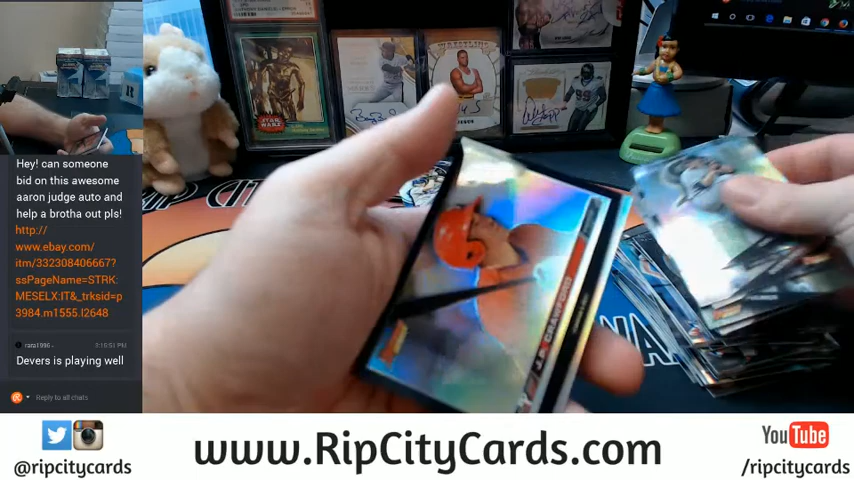 Hey! can someone
bid on this awesome
aaron judge auto and
help a brotha out pls!
http://
www.ebay.com/
itm/332308406667?
ssPageName=STRK:
MESELX:IT&_trksid=p
3984.m1555.l2648
rara1996
Devers is playing well
Reply to all chats
STAR
WARS
WRESTLING
J.P. CRAWFORD
@ripcitycards
www.RipCityCards.com
YouTube
/ripcitycards